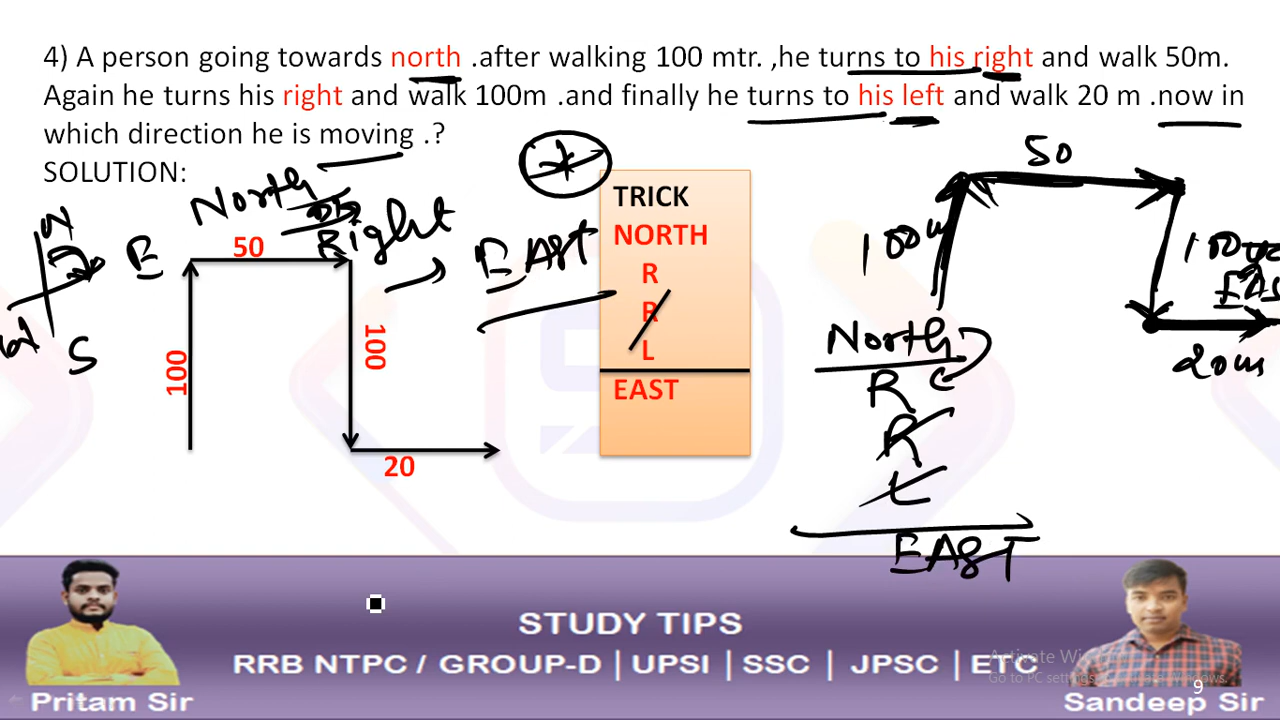 4) A person going towards north .after walking 100 mtr. ,he turns to his right and walk 50m.
Again he turns his right and walk 100m .and finally he turns to his left and walk 20 m .now in
which direction he is moving .?
SOLUTION:
North
Right
EAST
N
E
S
50
100
100
20
TRICK
NORTH
R
R
L
EAST
50
100m
20m
North
R
R
L
EAST
STUDY TIPS
RRB NTPC / GROUP-D | UPSI | SSC | JPSC | ETC
Pritam Sir
Sandeep Sir
9